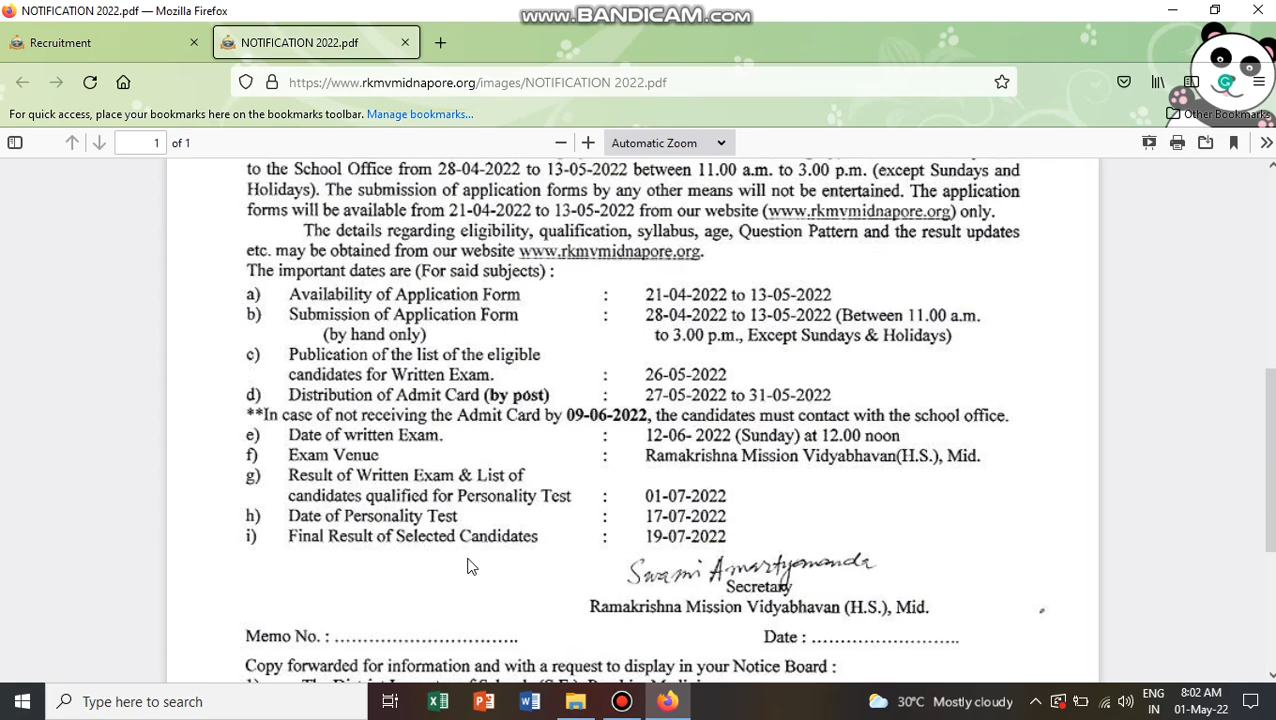 NOTIFICATION 2022.pdf — Mozilla Firefox
www.BANDICAM.com
Recruitment
NOTIFICATION 2022.pdf
https://www.rkmvmidnapore.org/images/NOTIFICATION 2022.pdf
For quick access, place your bookmarks here on the bookmarks toolbar. Manage bookmarks...
Other Bookmarks
1 of 1
Automatic Zoom
to the School Office from 28-04-2022 to 13-05-2022 between 11.00 a.m. to 3.00 p.m. (except Sundays and
Holidays). The submission of application forms by any other means will not be entertained. The application
forms will be available from 21-04-2022 to 13-05-2022 from our website (www.rkmvmidnapore.org) only.
The details regarding eligibility, qualification, syllabus, age, Question Pattern and the result updates
etc. may be obtained from our website www.rkmvmidnapore.org.
The important dates are (For said subjects) :
a) Availability of Application Form : 21-04-2022 to 13-05-2022
b) Submission of Application Form : 28-04-2022 to 13-05-2022 (Between 11.00 a.m.
(by hand only) to 3.00 p.m., Except Sundays & Holidays)
c) Publication of the list of the eligible
candidates for Written Exam. : 26-05-2022
d) Distribution of Admit Card (by post) : 27-05-2022 to 31-05-2022
**In case of not receiving the Admit Card by 09-06-2022, the candidates must contact with the school office.
e) Date of written Exam. : 12-06- 2022 (Sunday) at 12.00 noon
f) Exam Venue : Ramakrishna Mission Vidyabhavan(H.S.), Mid.
g) Result of Written Exam & List of
candidates qualified for Personality Test : 01-07-2022
h) Date of Personality Test : 17-07-2022
i) Final Result of Selected Candidates : 19-07-2022
Swami Amartyananda
Secretary
Ramakrishna Mission Vidyabhavan (H.S.), Mid.
Memo No. : ................................. Date : ..........................
Copy forwarded for information and with a request to display in your Notice Board :
Type here to search
30°C Mostly cloudy
ENG
IN
8:02 AM
01-May-22